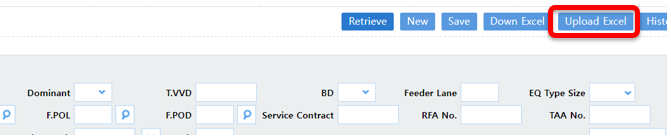 Retrieve New Save Down Excel Upload Excel
Dominant T.VVD BD Feeder Lane EQ Type Size
F.POL F.POD Service Contract RFA No. TAA No.